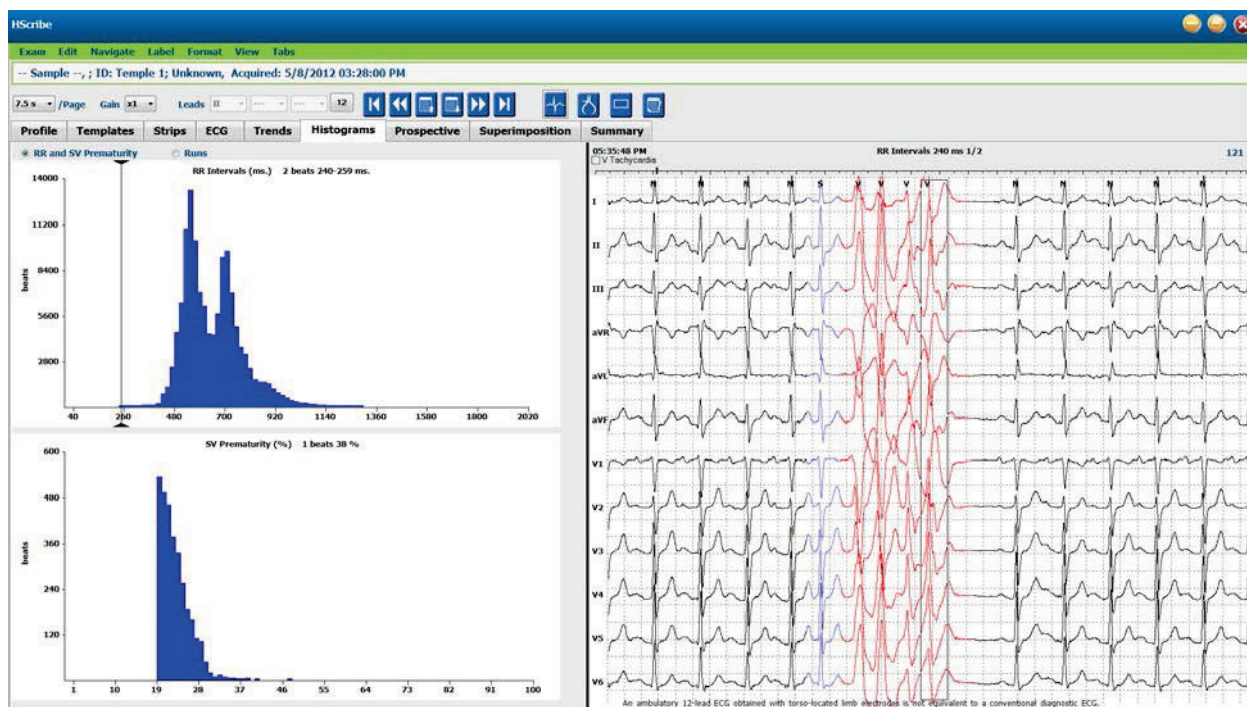 HScribe
Exam Edit Navigate Label Format View Tabs
-- Sample --, ; ID: Temple 1; Unknown, Acquired: 5/8/2012 03:28:00 PM
7.5 s /Page Gain x1 Leads II --- --- 12
Profile Templates Strips ECG Trends Histograms Prospective Superimposition Summary
RR and SV Prematurity Runs
RR Intervals (ms.) 2 beats 240-259 ms.
14000
11200
8400
5600
2800
beats
40 260 480 700 920 1140 1360 1580 1800 2020
SV Prematurity (%) 1 beats 38 %
600
480
360
240
120
beats
1 10 19 28 37 46 55 64 73 82 91 100
05:35:48 PM RR Intervals 240 ms 1/2 121
V Tachycardia
N N N N S V V V V N N N N N
I
II
III
aVR
aVL
aVF
V1
V2
V3
V4
V5
V6
An ambulatory 12-lead ECG obtained with torso-located limb electrodes is not equivalent to a conventional diagnostic ECG.